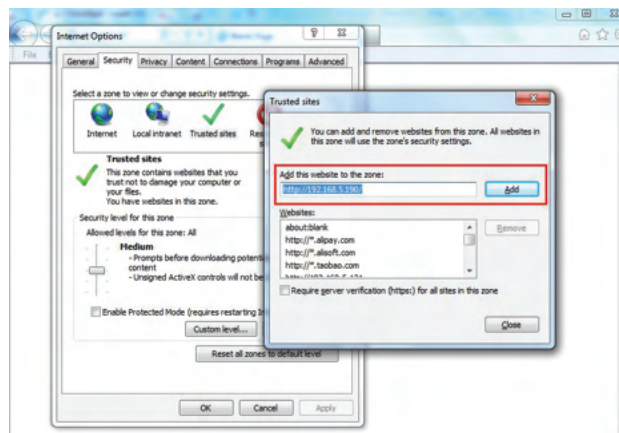 Internet Options
File
General Security Privacy Content Connections Programs Advanced
Select a zone to view or change security settings.
Internet Local intranet Trusted sites
Trusted sites
This zone contains websites that you
trust not to damage your computer or
your files.
You have websites in this zone.
Security level for this zone
Allowed levels for this zone: All
Medium
- Prompts before downloading
content
- Unsigned ActiveX controls will not be
Enable Protected Mode (requires restarting
Custom level...
Reset all zones to default level
OK Cancel Apply
Trusted sites
You can add and remove websites from this zone. All websites in
this zone will use the zone's security settings.
Add this website to the zone:
http://192.168.5.190/
Add
Websites:
about:blank
http://*.alipay.com
http://*.alisoft.com
http://*.taobao.com
Remove
Require server verification (https:) for all sites in this zone
Close